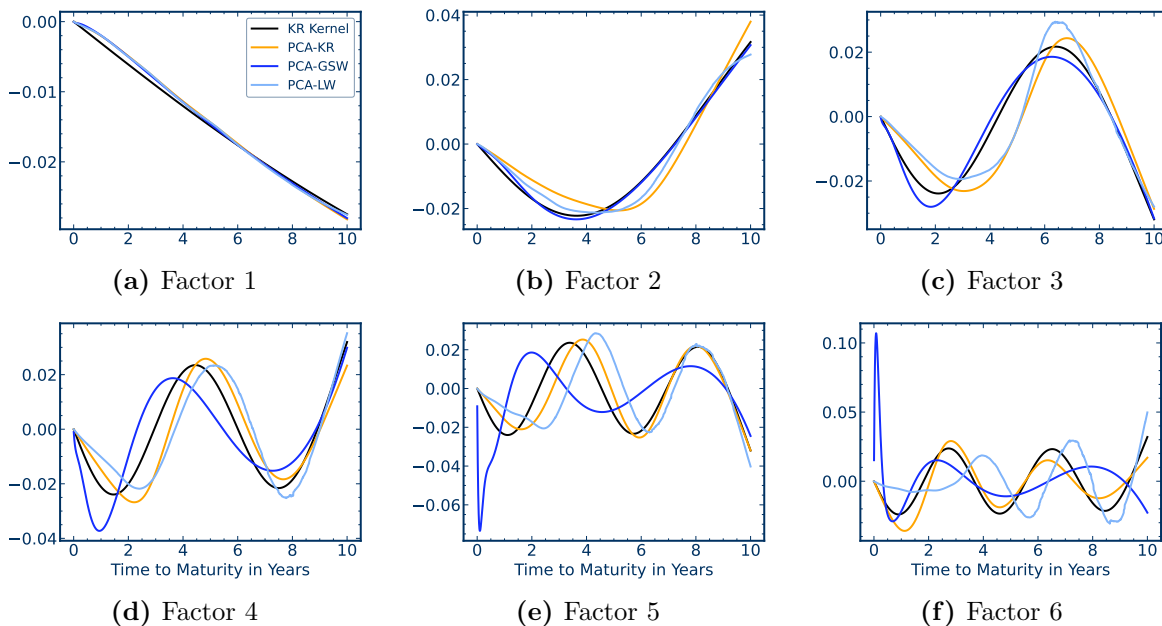 0.00
−0.01
−0.02
0 2 4 6 8 10
KR Kernel
PCA-KR
PCA-GSW
PCA-LW
(a) Factor 1
0.04
0.02
0.00
−0.02
0 2 4 6 8 10
(b) Factor 2
0.02
0.00
−0.02
0 2 4 6 8 10
(c) Factor 3
0.02
0.00
−0.02
−0.04
0 2 4 6 8 10
Time to Maturity in Years
(d) Factor 4
0.02
0.00
−0.02
−0.04
−0.06
0 2 4 6 8 10
Time to Maturity in Years
(e) Factor 5
0.10
0.05
0.00
0 2 4 6 8 10
Time to Maturity in Years
(f) Factor 6